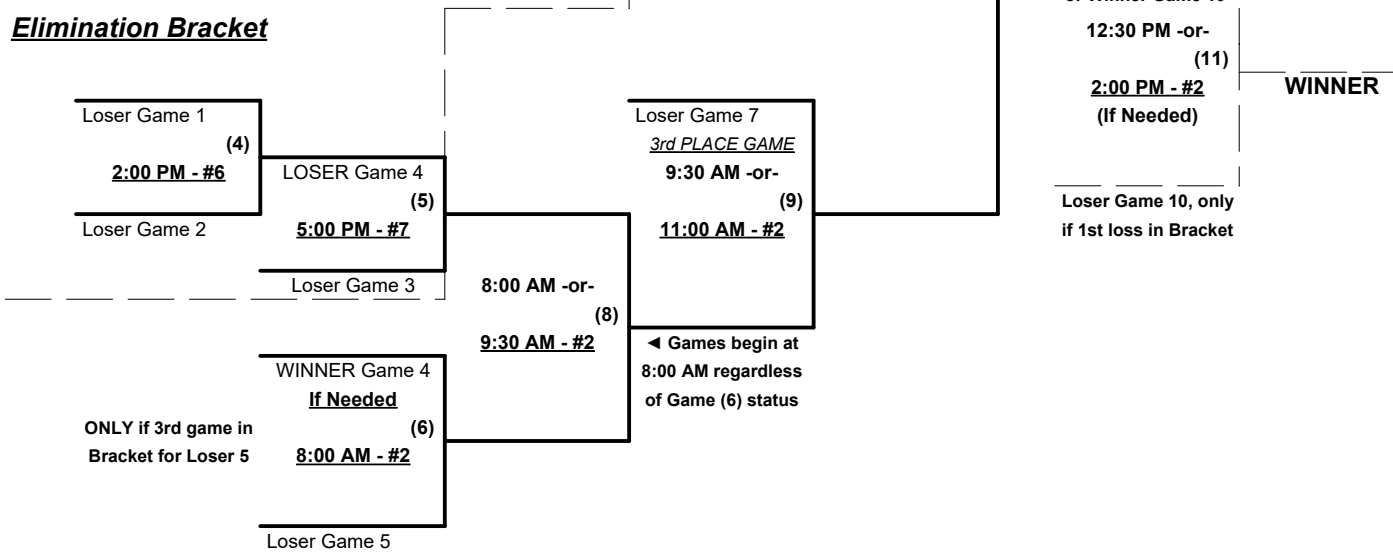 Winner Game
Elimination Bracket
12:30 PM -or-
(11)
2:00 PM - #2
(If Needed)
WINNER
Loser Game 10, only
if 1st loss in Bracket
Loser Game 1
(4)
2:00 PM - #6
Loser Game 2
LOSER Game 4
(5)
5:00 PM - #7
Loser Game 3
Loser Game 7
3rd PLACE GAME
9:30 AM -or-
(9)
11:00 AM - #2
8:00 AM -or-
(8)
9:30 AM - #2
◄ Games begin at
8:00 AM regardless
of Game (6) status
WINNER Game 4
If Needed
(6)
8:00 AM - #2
ONLY if 3rd game in
Bracket for Loser 5
Loser Game 5